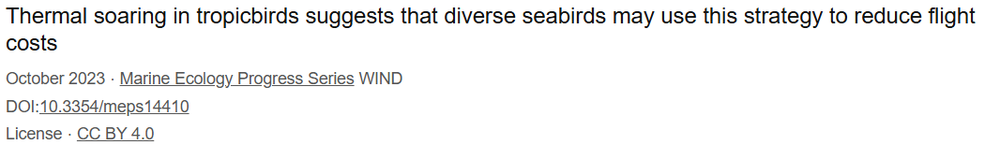 Thermal soaring in tropicbirds suggests that diverse seabirds may use this strategy to reduce flight
costs
October 2023 · Marine Ecology Progress Series WIND
DOI:10.3354/meps14410
License · CC BY 4.0